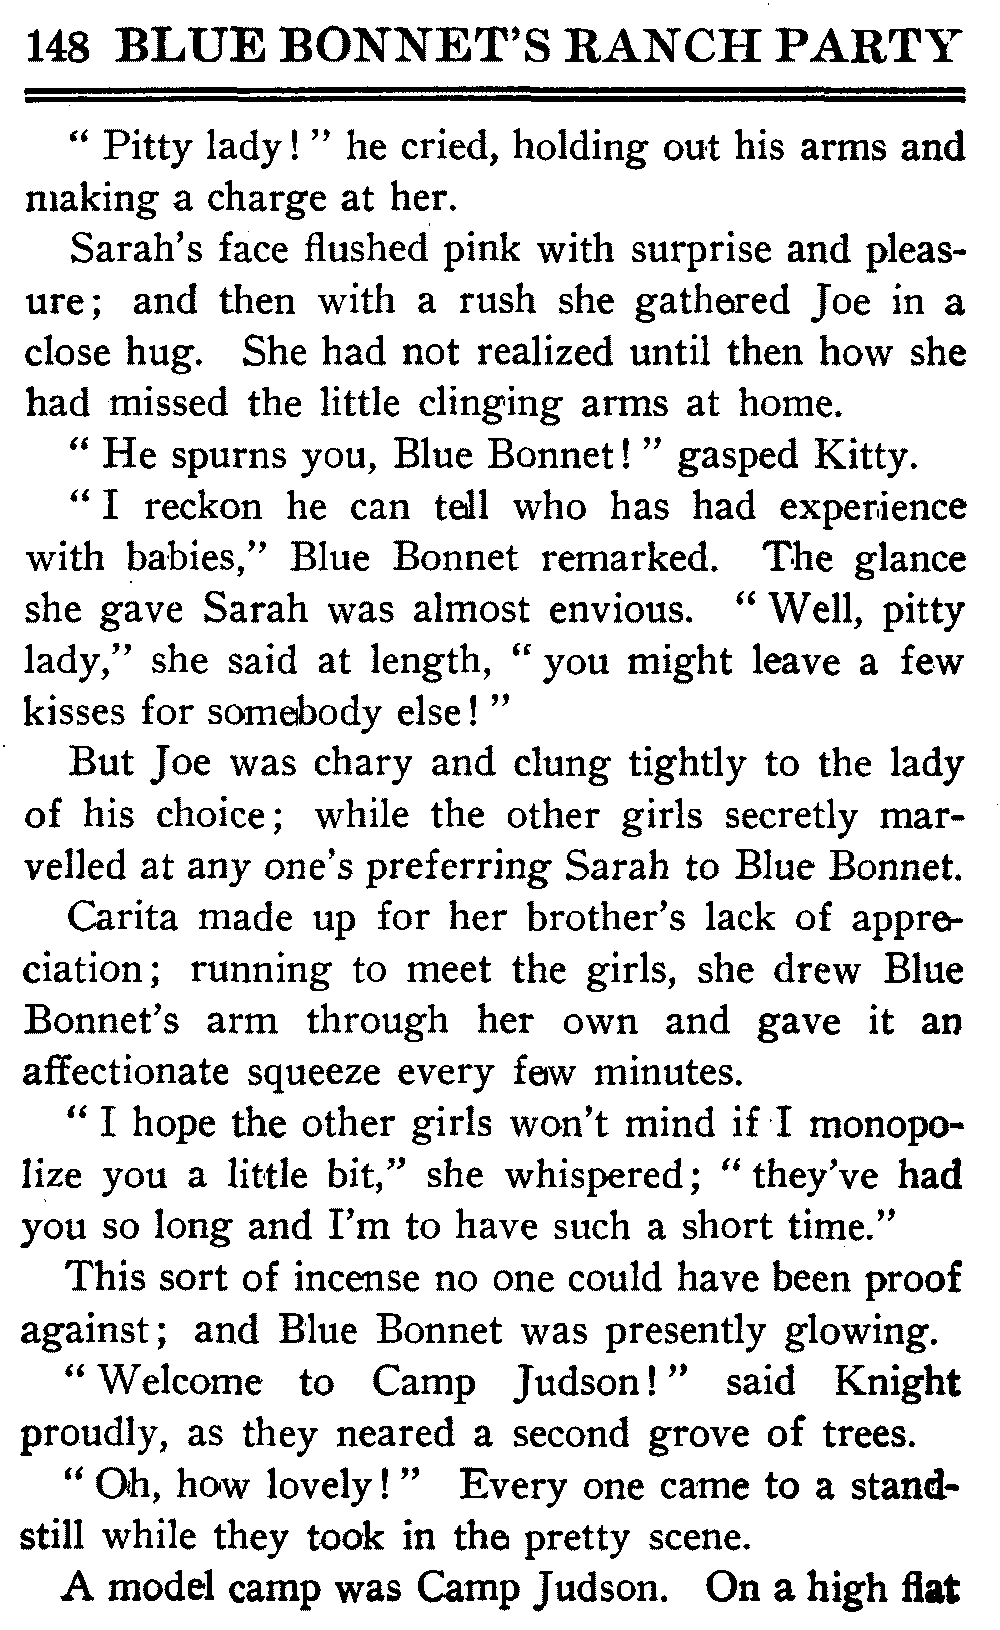 148 BLUE BONNET'S RANCH PARTY
" Pitty lady! " he cried, holding out his arms and
making a charge at her.
Sarah's face flushed pink with surprise and pleas-
ure; and then with a rush she gathered Joe in a
close hug. She had not realized until then how she
had missed the little clinging arms at home.
" He spurns you, Blue Bonnet! " gasped Kitty.
" I reckon he can tell who has had experience
with babies," Blue Bonnet remarked. The glance
she gave Sarah was almost envious. " Well, pitty
lady," she said at length, " you might leave a few
kisses for somebody else! "
But Joe was chary and clung tightly to the lady
of his choice; while the other girls secretly mar-
velled at any one's preferring Sarah to Blue Bonnet.
Carita made up for her brother's lack of appre-
ciation; running to meet the girls, she drew Blue
Bonnet's arm through her own and gave it an
affectionate squeeze every few minutes.
" I hope the other girls won't mind if I monopo-
lize you a little bit," she whispered; " they've had
you so long and I'm to have such a short time."
This sort of incense no one could have been proof
against; and Blue Bonnet was presently glowing.
" Welcome to Camp Judson! " said Knight
proudly, as they neared a second grove of trees.
" Oh, how lovely! " Every one came to a stand-
still while they took in the pretty scene.
A model camp was Camp Judson. On a high flat